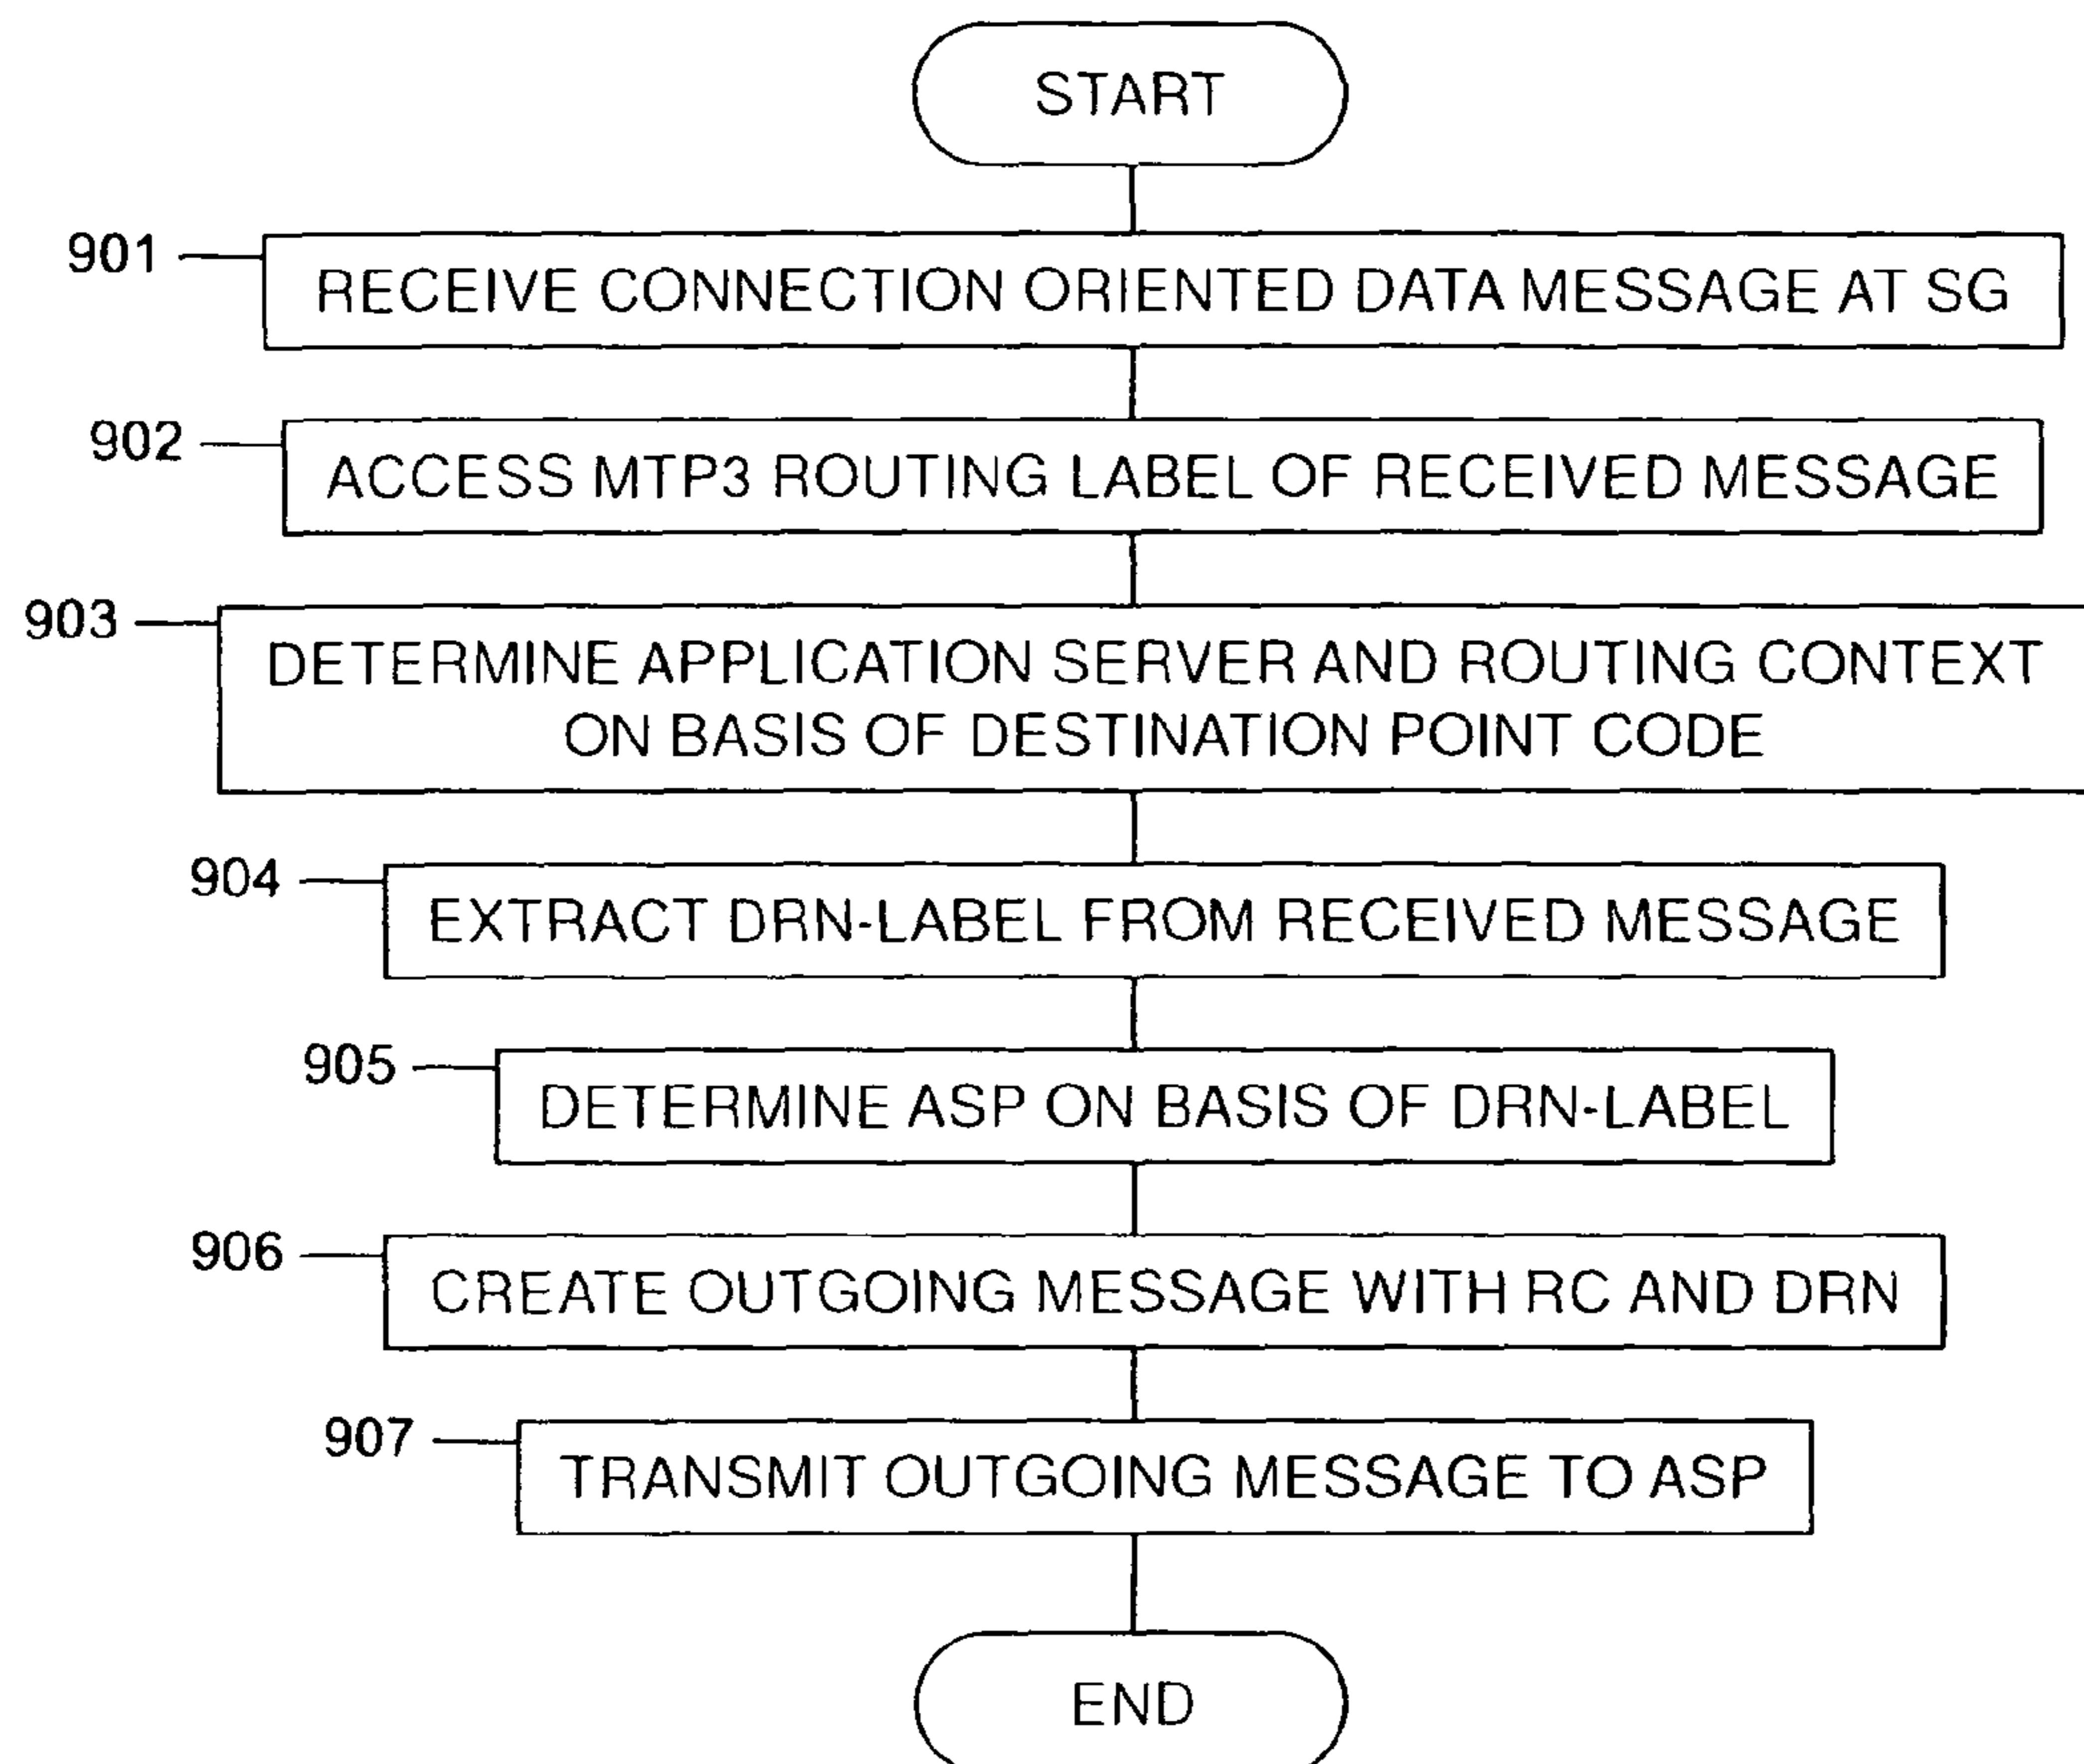 START
901
RECEIVE CONNECTION ORIENTED DATA MESSAGE AT SG
902
ACCESS MTP3 ROUTING LABEL OF RECEIVED MESSAGE
903
DETERMINE APPLICATION SERVER AND ROUTING CONTEXT
ON BASIS OF DESTINATION POINT CODE
904
EXTRACT DRN-LABEL FROM RECEIVED MESSAGE
905
DETERMINE ASP ON BASIS OF DRN-LABEL
906
CREATE OUTGOING MESSAGE WITH RC AND DRN
907
TRANSMIT OUTGOING MESSAGE TO ASP
END